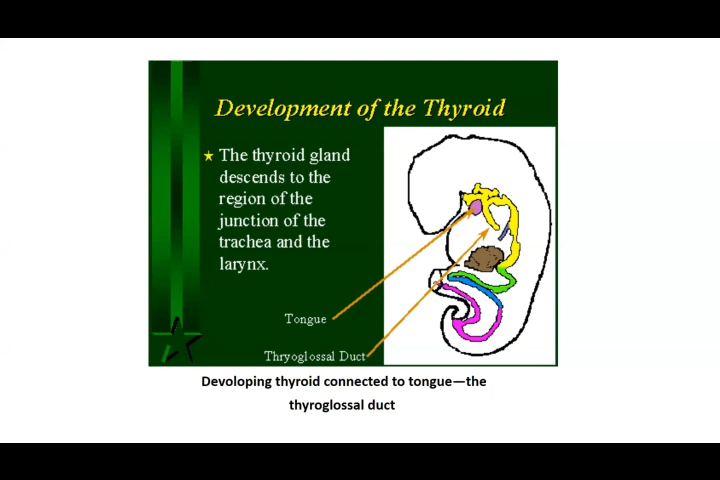 Development of the Thyroid
The thyroid gland
descends to the
region of the
junction of the
trachea and the
larynx.
Tongue
Thryoglossal Duct
Devoloping thyroid connected to tongue—the
thyroglossal duct